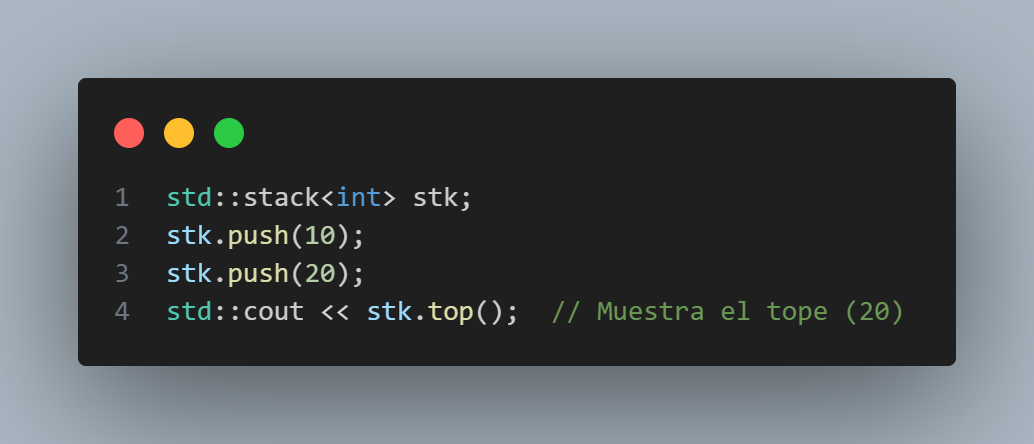 1 std::stack<int> stk;
2 stk.push(10);
3 stk.push(20);
4 std::cout << stk.top();  // Muestra el tope (20)